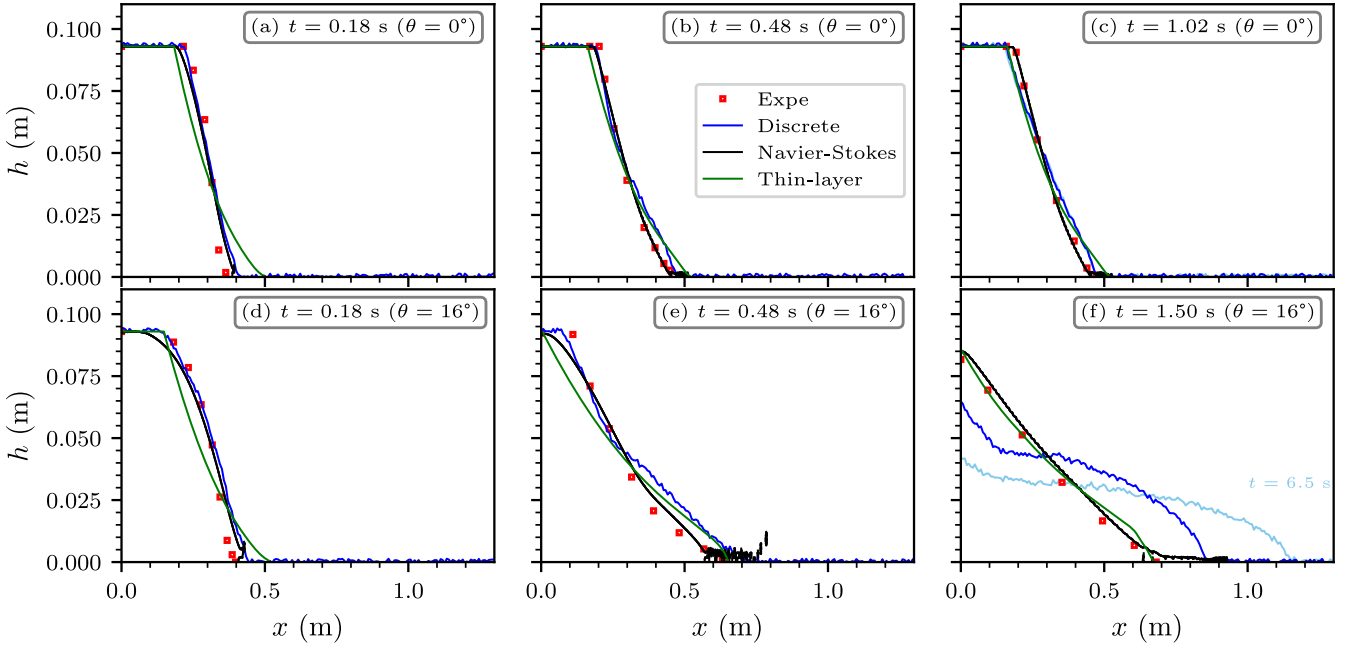 (a) t = 0.18 s (θ = 0°)
(b) t = 0.48 s (θ = 0°)
(c) t = 1.02 s (θ = 0°)
h (m)
0.100
0.075
0.050
0.025
0.000
Expe
Discrete
Navier-Stokes
Thin-layer
(d) t = 0.18 s (θ = 16°)
(e) t = 0.48 s (θ = 16°)
(f) t = 1.50 s (θ = 16°)
h (m)
0.100
0.075
0.050
0.025
0.000
t = 6.5 s
0.0 0.5 1.0
0.0 0.5 1.0
0.0 0.5 1.0
x (m)
x (m)
x (m)